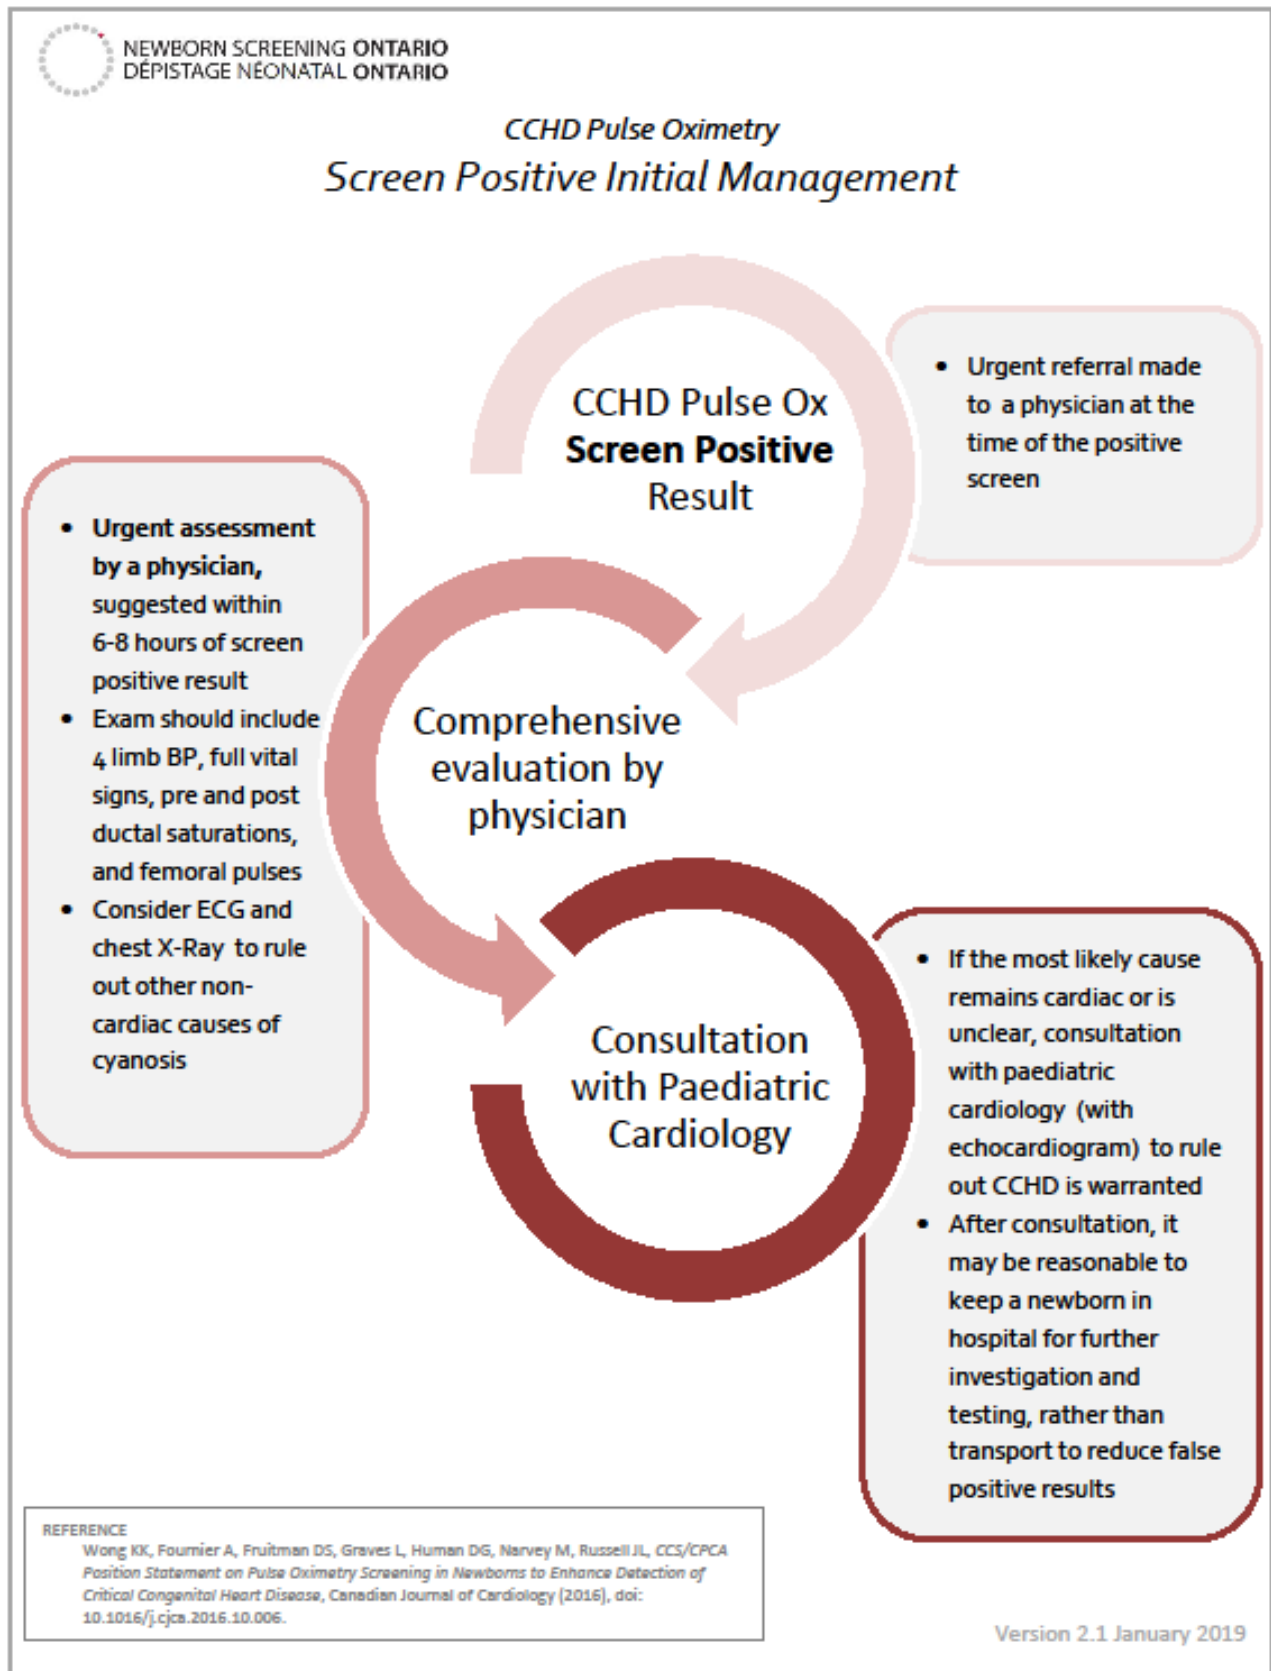 NEWBORN SCREENING ONTARIO
DÉPISTAGE NÉONATAL ONTARIO
CCHD Pulse Oximetry
Screen Positive Initial Management
CCHD Pulse Ox
Screen Positive
Result
• Urgent referral made
to a physician at the
time of the positive
screen
• Urgent assessment
by a physician,
suggested within
6-8 hours of screen
positive result
• Exam should include
4 limb BP, full vital
signs, pre and post
ductal saturations,
and femoral pulses
• Consider ECG and
chest X-Ray to rule
out other non-
cardiac causes of
cyanosis
Comprehensive
evaluation by
physician
Consultation
with Paediatric
Cardiology
• If the most likely cause
remains cardiac or is
unclear, consultation
with paediatric
cardiology (with
echocardiogram) to rule
out CCHD is warranted
• After consultation, it
may be reasonable to
keep a newborn in
hospital for further
investigation and
testing, rather than
transport to reduce false
positive results
REFERENCE
Wong KK, Fournier A, Fruitman DS, Graves L, Human DG, Narvey M, Russell JL, CCS/CPCA
Position Statement on Pulse Oximetry Screening in Newborns to Enhance Detection of
Critical Congenital Heart Disease, Canadian Journal of Cardiology (2016), doi:
10.1016/j.cjca.2016.10.006.
Version 2.1 January 2019